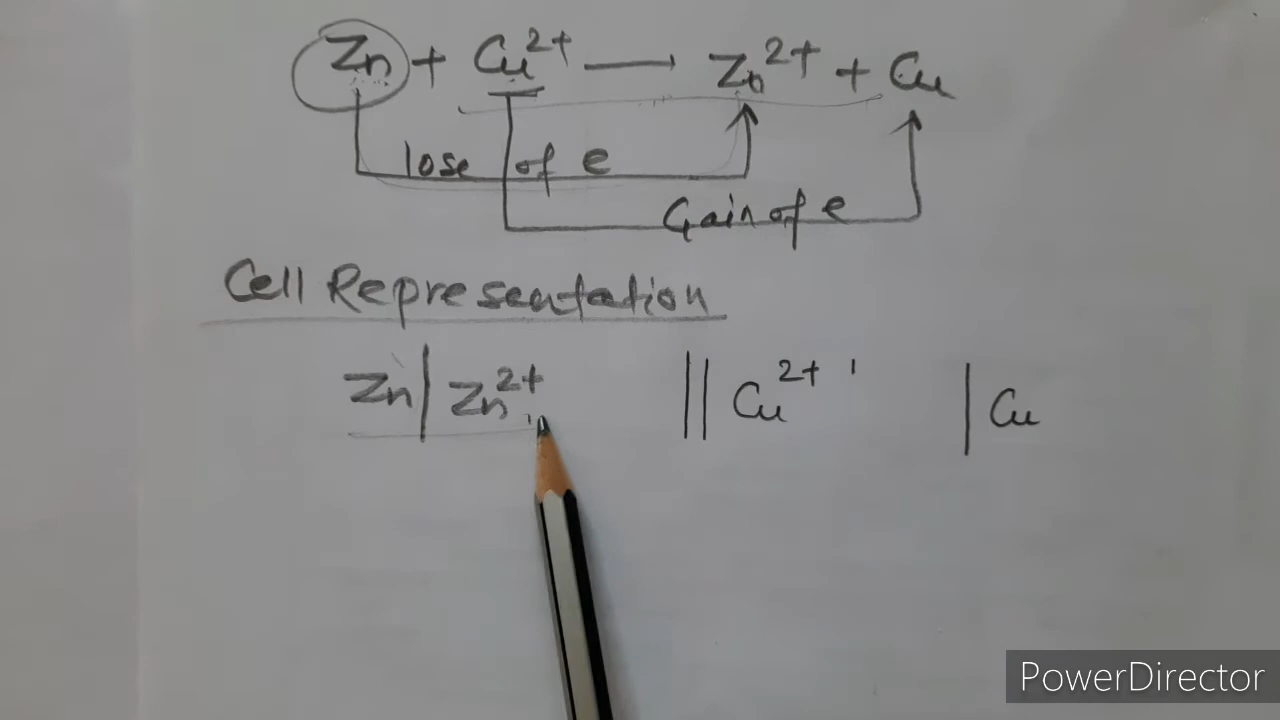 Zn + Cu²⁺ → Zn²⁺ + Cu
lose of e
Gain of e
Cell Representation
Zn | Zn²⁺ || Cu²⁺ | Cu
PowerDirector